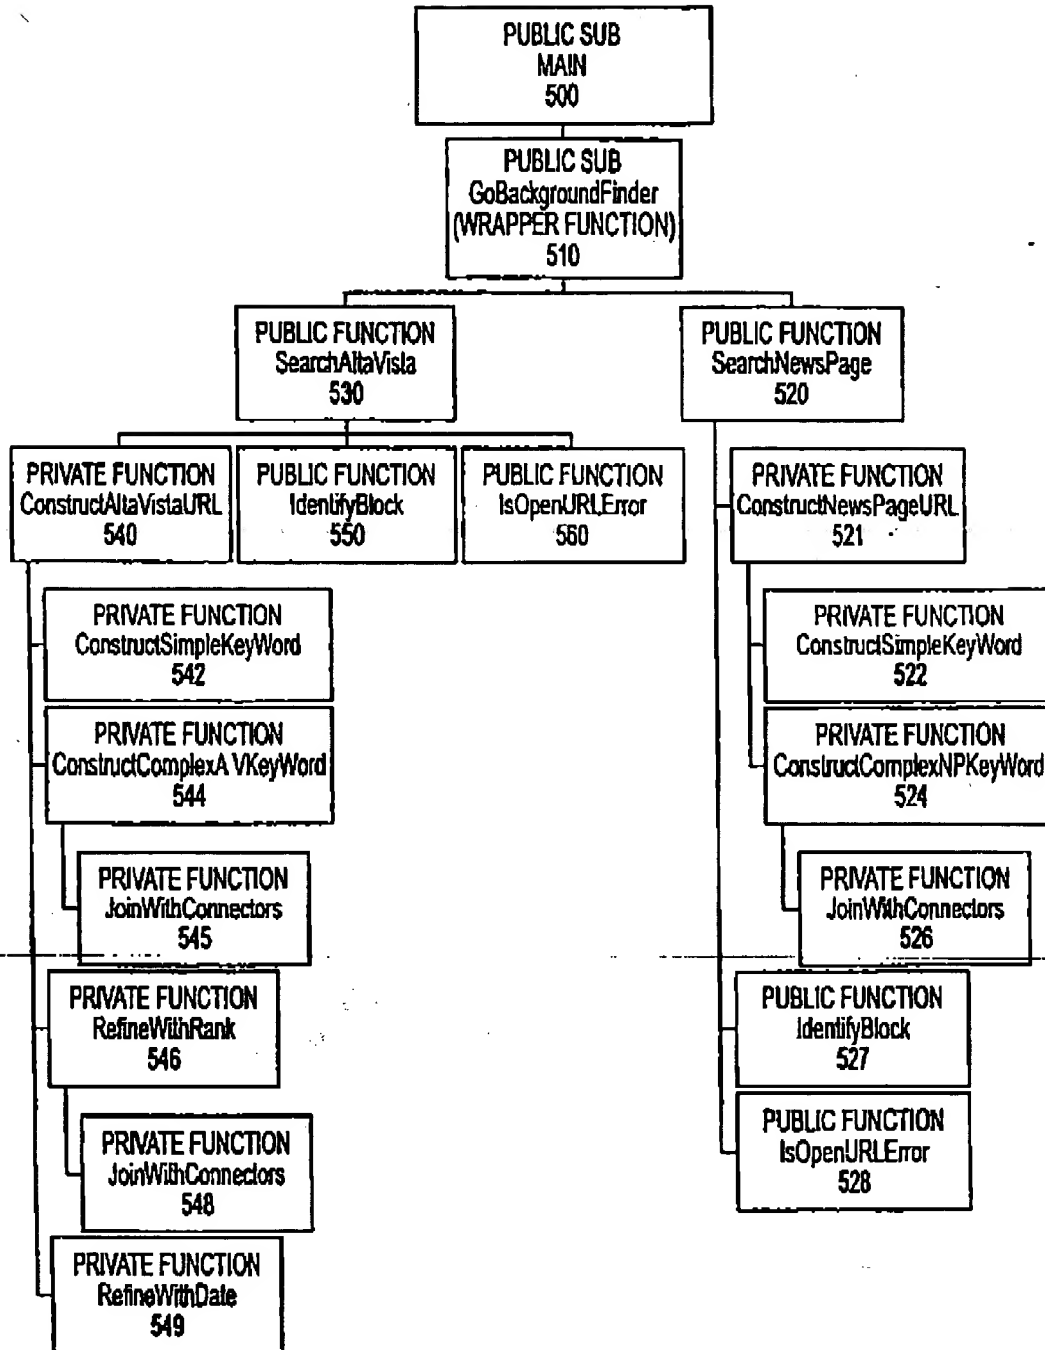 PUBLIC SUB
MAIN
500
PUBLIC SUB
GoBackgroundFinder
(WRAPPER FUNCTION)
510
PUBLIC FUNCTION
SearchAltaVista
530
PUBLIC FUNCTION
SearchNewsPage
520
PRIVATE FUNCTION
ConstructAltaVistaURL
540
PUBLIC FUNCTION
IdentifyBlock
550
PUBLIC FUNCTION
IsOpenURLError
560
PRIVATE FUNCTION
ConstructNewsPageURL
521
PRIVATE FUNCTION
ConstructSimpleKeyWord
542
PRIVATE FUNCTION
ConstructSimpleKeyWord
522
PRIVATE FUNCTION
ConstructComplexAVKeyWord
544
PRIVATE FUNCTION
ConstructComplexNPKeyWord
524
PRIVATE FUNCTION
JoinWithConnectors
545
PRIVATE FUNCTION
JoinWithConnectors
526
PRIVATE FUNCTION
RefineWithRank
546
PUBLIC FUNCTION
IdentifyBlock
527
PRIVATE FUNCTION
JoinWithConnectors
548
PUBLIC FUNCTION
IsOpenURLError
528
PRIVATE FUNCTION
RefineWithDate
549